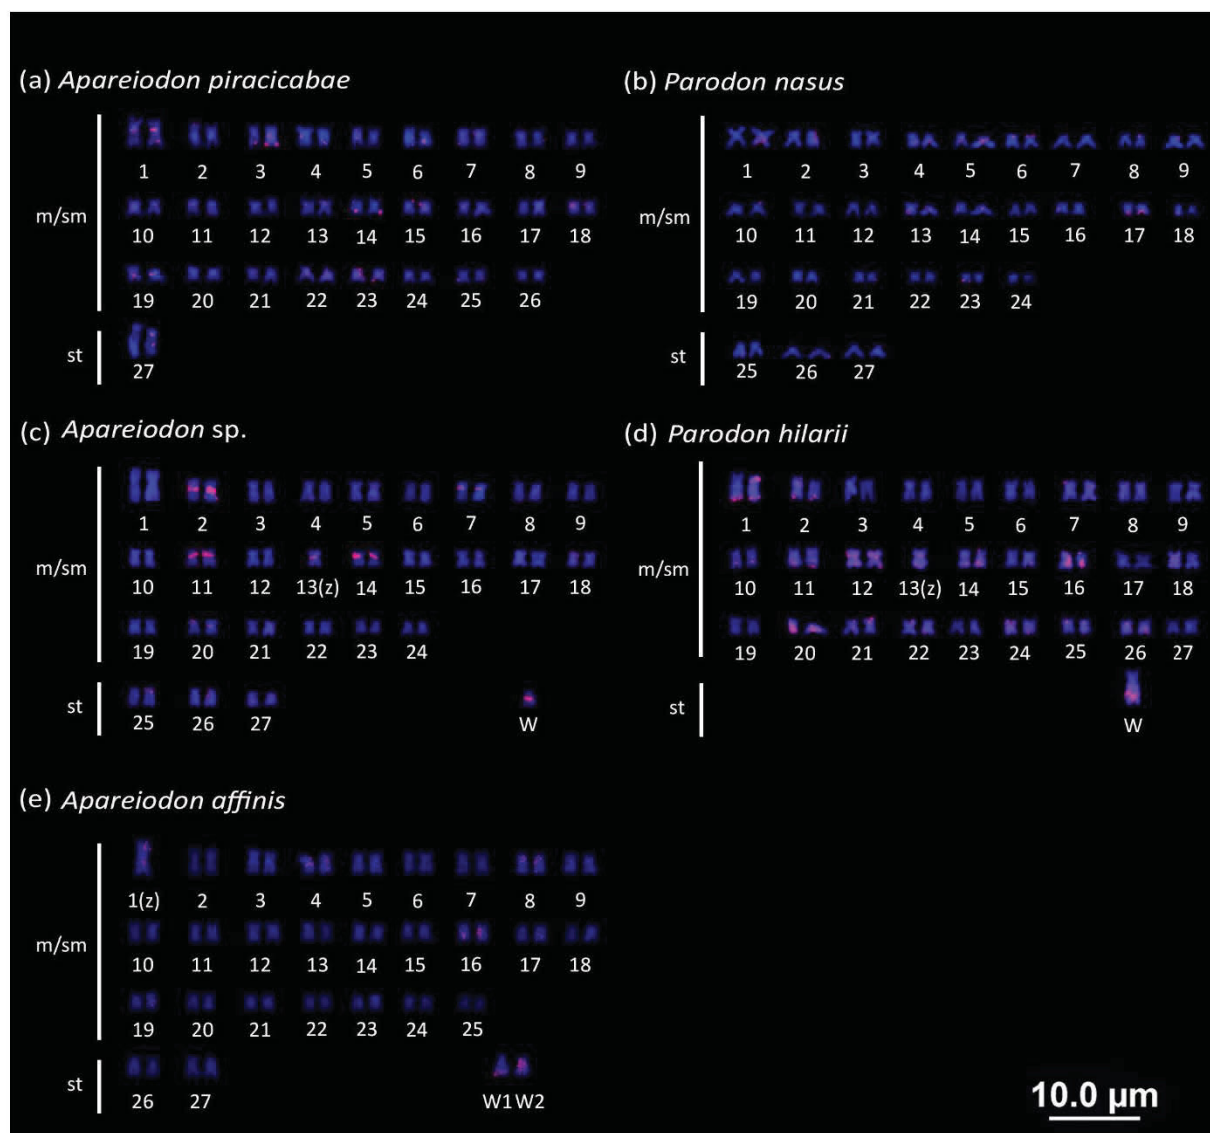 (a) Apareiodon piracicabae
1 2 3 4 5 6 7 8 9
m/sm
10 11 12 13 14 15 16 17 18
19 20 21 22 23 24 25 26
st
27
(b) Parodon nasus
1 2 3 4 5 6 7 8 9
m/sm
10 11 12 13 14 15 16 17 18
19 20 21 22 23 24
st
25 26 27
(c) Apareiodon sp.
1 2 3 4 5 6 7 8 9
m/sm
10 11 12 13(z) 14 15 16 17 18
19 20 21 22 23 24
st
25 26 27 W
(d) Parodon hilarii
1 2 3 4 5 6 7 8 9
m/sm
10 11 12 13(z) 14 15 16 17 18
19 20 21 22 23 24 25 26 27
st
W
(e) Apareiodon affinis
1(z) 2 3 4 5 6 7 8 9
m/sm
10 11 12 13 14 15 16 17 18
19 20 21 22 23 24 25
st
26 27 W1 W2
10.0 µm